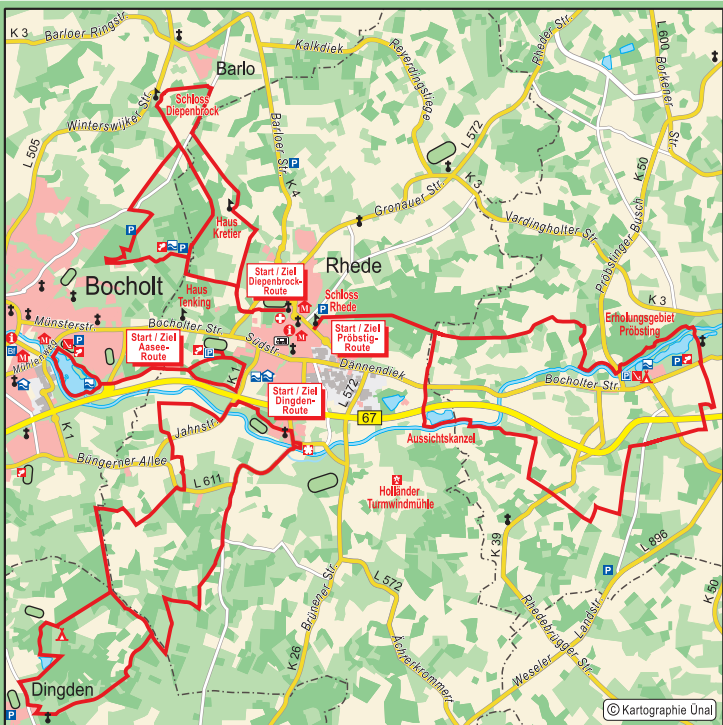 K 3
Barloer Ringstr.
Kalkdiek
Reyerdingstiege
Rheder Str.
L 600
Borkener
Str.
Barlo
Schloss
Diepenbrock
Winterswijker Str.
L 505
Barloer Str.
K 4
P
L 572
K 3
K 50
Gronauer Str.
Vardingholter Str.
Pröbstinger Busch
Haus
Kretier
P
P
Rhede
Bocholt
Haus
Tenking
Start / Ziel
Diepenbrock-
Route
Schloss
Rhede
P
M
K 3
Erholungsgebiet
Pröbsting
Münsterstr.
Bocholter Str.
Südstr.
Start / Ziel
Pröbstig-
Route
Start / Ziel
Aasee-
Route
Mühlenweg
M
P
i
M
Bf
M
P
K 1
Dännendiek
Bocholter Str.
P
P
L 572
Start / Ziel
Dingden-
Route
67
Aussichtskanzel
K 1
Jahnstr.
Büngerner Allee
L 611
Holländer
Turmwindmühle
K 39
L 896
P
K 50
L 572
Brünener Str.
K 26
Achterkrommert
Rhedebrügger Str.
Weseler Landstr.
Dingden
P
© Kartographie Ünal